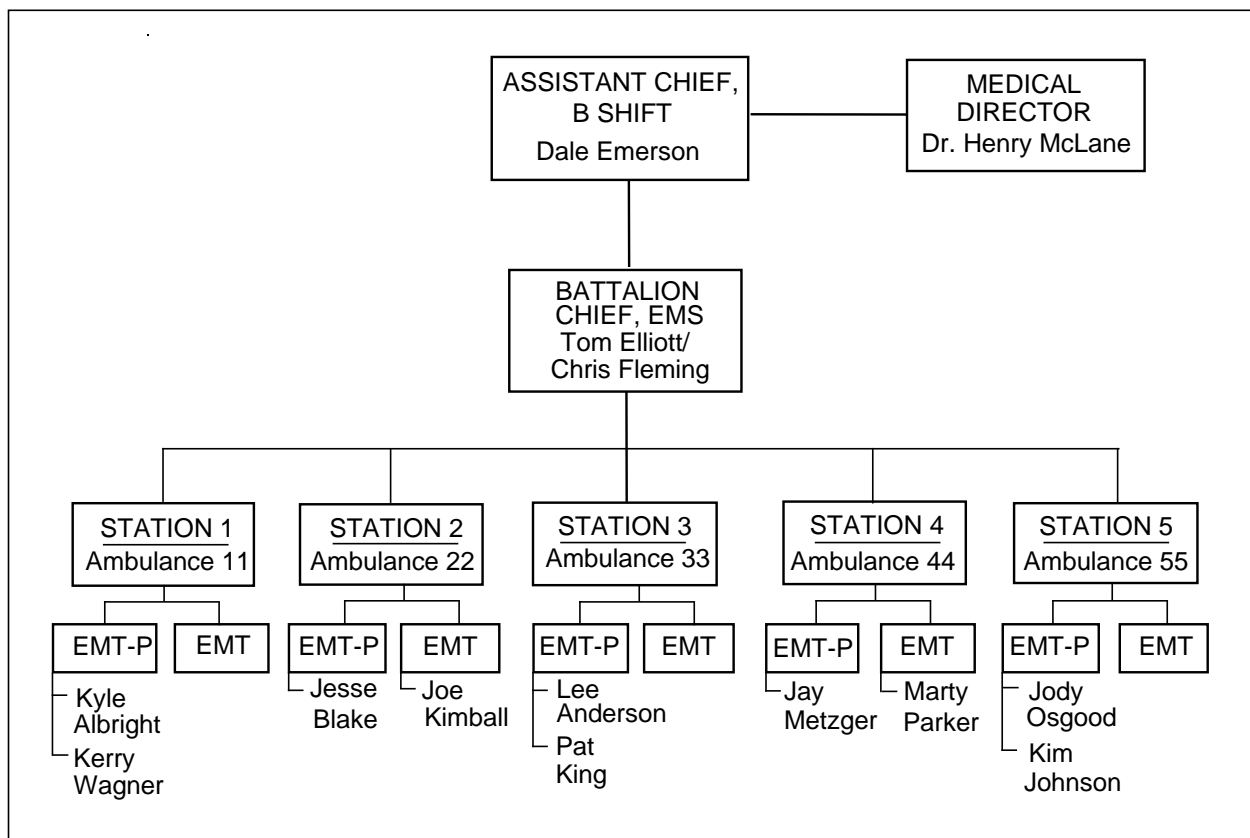 ASSISTANT CHIEF,
B SHIFT
Dale Emerson
MEDICAL
DIRECTOR
Dr. Henry McLane
BATTALION
CHIEF, EMS
Tom Elliott/
Chris Fleming
STATION 1
Ambulance 11
STATION 2
Ambulance 22
STATION 3
Ambulance 33
STATION 4
Ambulance 44
STATION 5
Ambulance 55
EMT-P
Kyle
Albright
Kerry
Wagner
EMT
EMT-P
Jesse
Blake
EMT
Joe
Kimball
EMT-P
Lee
Anderson
Pat
King
EMT
EMT-P
Jay
Metzger
EMT
Marty
Parker
EMT-P
Jody
Osgood
Kim
Johnson
EMT